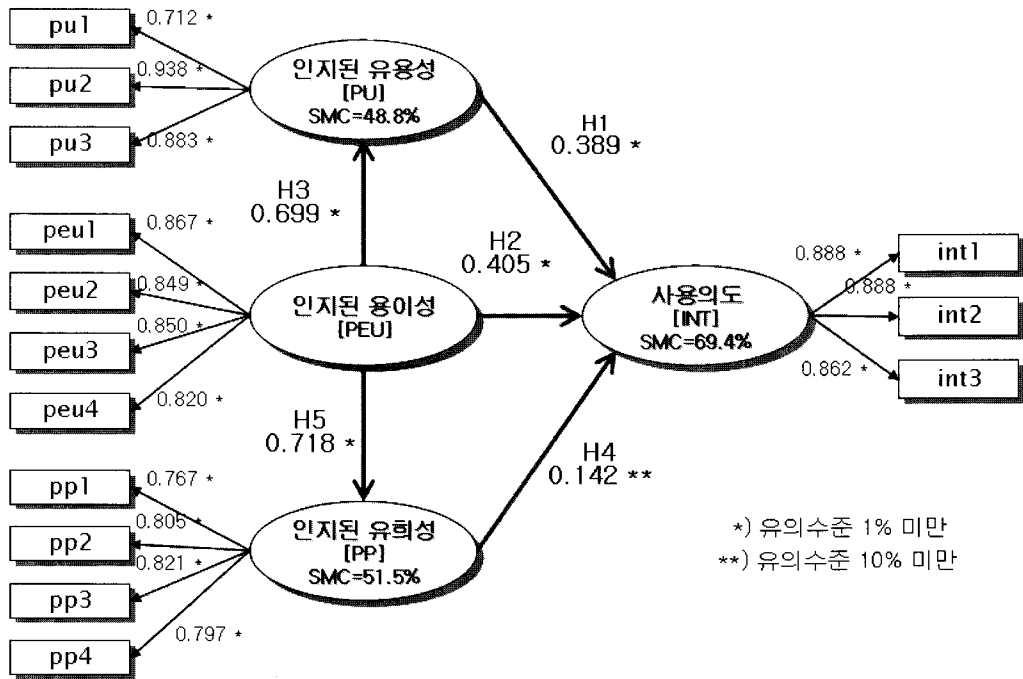 pu1
0.712 *
pu2
0.938 *
pu3
0.883 *
인지된 유용성
[PU]
SMC=48.8%
H1
0.389 *
H3
0.699 *
peu1
0.867 *
peu2
0.849 *
peu3
0.850 *
peu4
0.820 *
인지된 용이성
[PEU]
H2
0.405 *
사용의도
[INT]
SMC=69.4%
0.888 *
int1
0.888 *
int2
0.862 *
int3
H5
0.718 *
H4
0.142 **
pp1
0.767 *
pp2
0.805 *
pp3
0.821 *
pp4
0.797 *
인지된 유희성
[PP]
SMC=51.5%
*) 유의수준 1% 미만
**) 유의수준 10% 미만